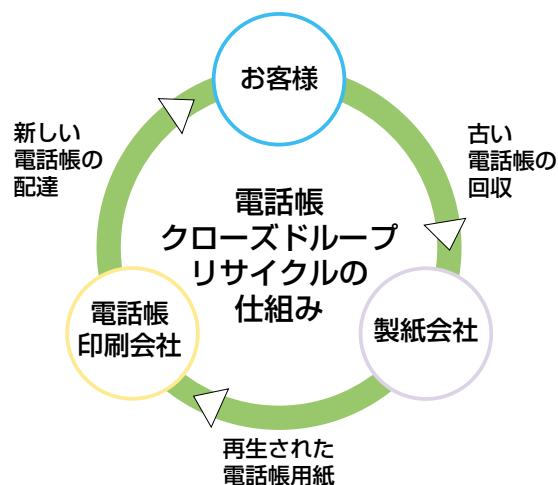 お客様
新しい
電話帳の
配達
古い
電話帳の
回収
電話帳
クローズドループ
リサイクルの
仕組み
電話帳
印刷会社
製紙会社
再生された
電話帳用紙